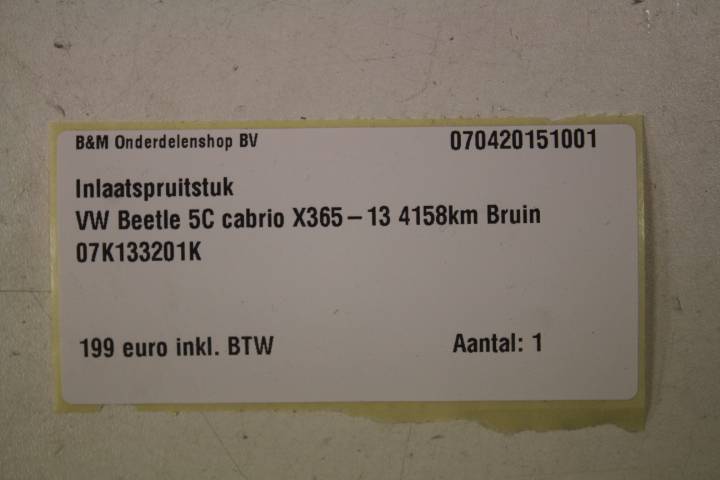 B&M Onderdelenshop BV 070420151001
Inlaatspruitstuk
VW Beetle 5C cabrio X365-13 4158km Bruin
07K133201K
199 euro inkl. BTW Aantal: 1